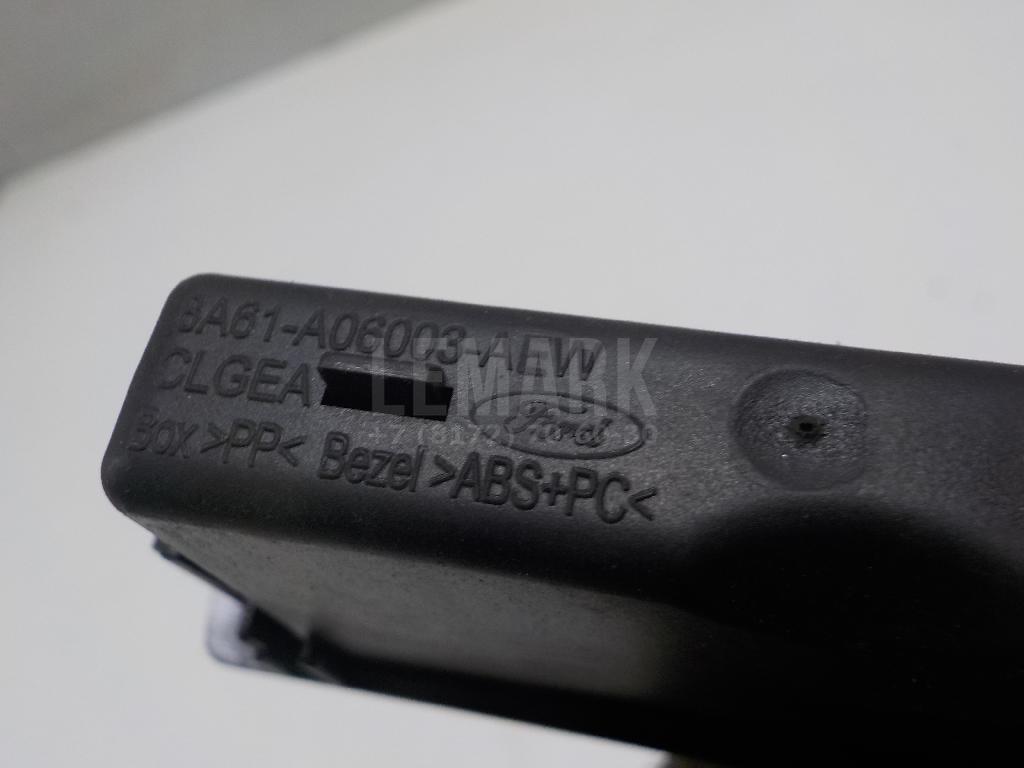 8A61-A06003-AEW
CLGEA
Ford
Box >PP< Bezel >ABS+PC<
LEMARK